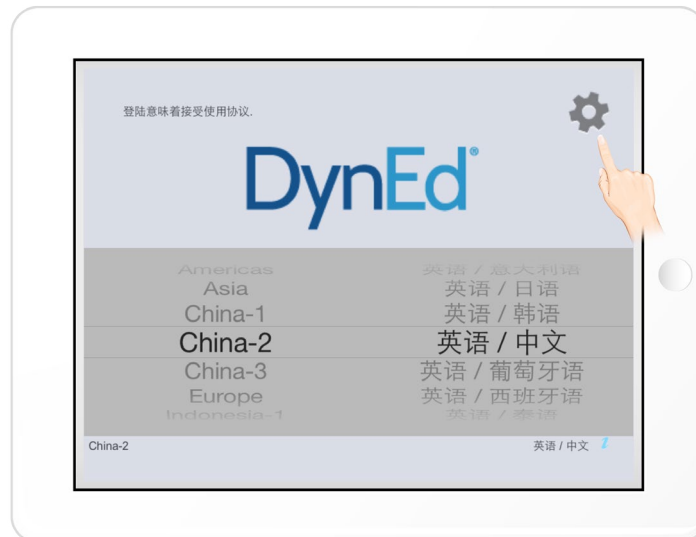 登陆意味着接受使用协议.
DynEd®
Americas 英语 / 意大利语
Asia 英语 / 日语
China-1 英语 / 韩语
China-2 英语 / 中文
China-3 英语 / 葡萄牙语
Europe 英语 / 西班牙语
Indonesia-1 英语 / 泰语
China-2 英语 / 中文 i